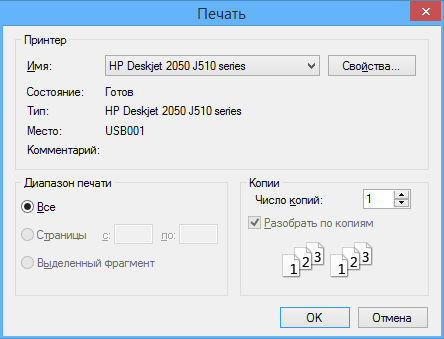 Печать
Принтер
Имя: HP Deskjet 2050 J510 series Свойства...
Состояние: Готов
Тип: HP Deskjet 2050 J510 series
Место: USB001
Комментарий:
Диапазон печати
Все
Страницы с: по:
Выделенный фрагмент
Копии
Число копий: 1
Разобрать по копиям
1 2 3 1 2 3
OK Отмена